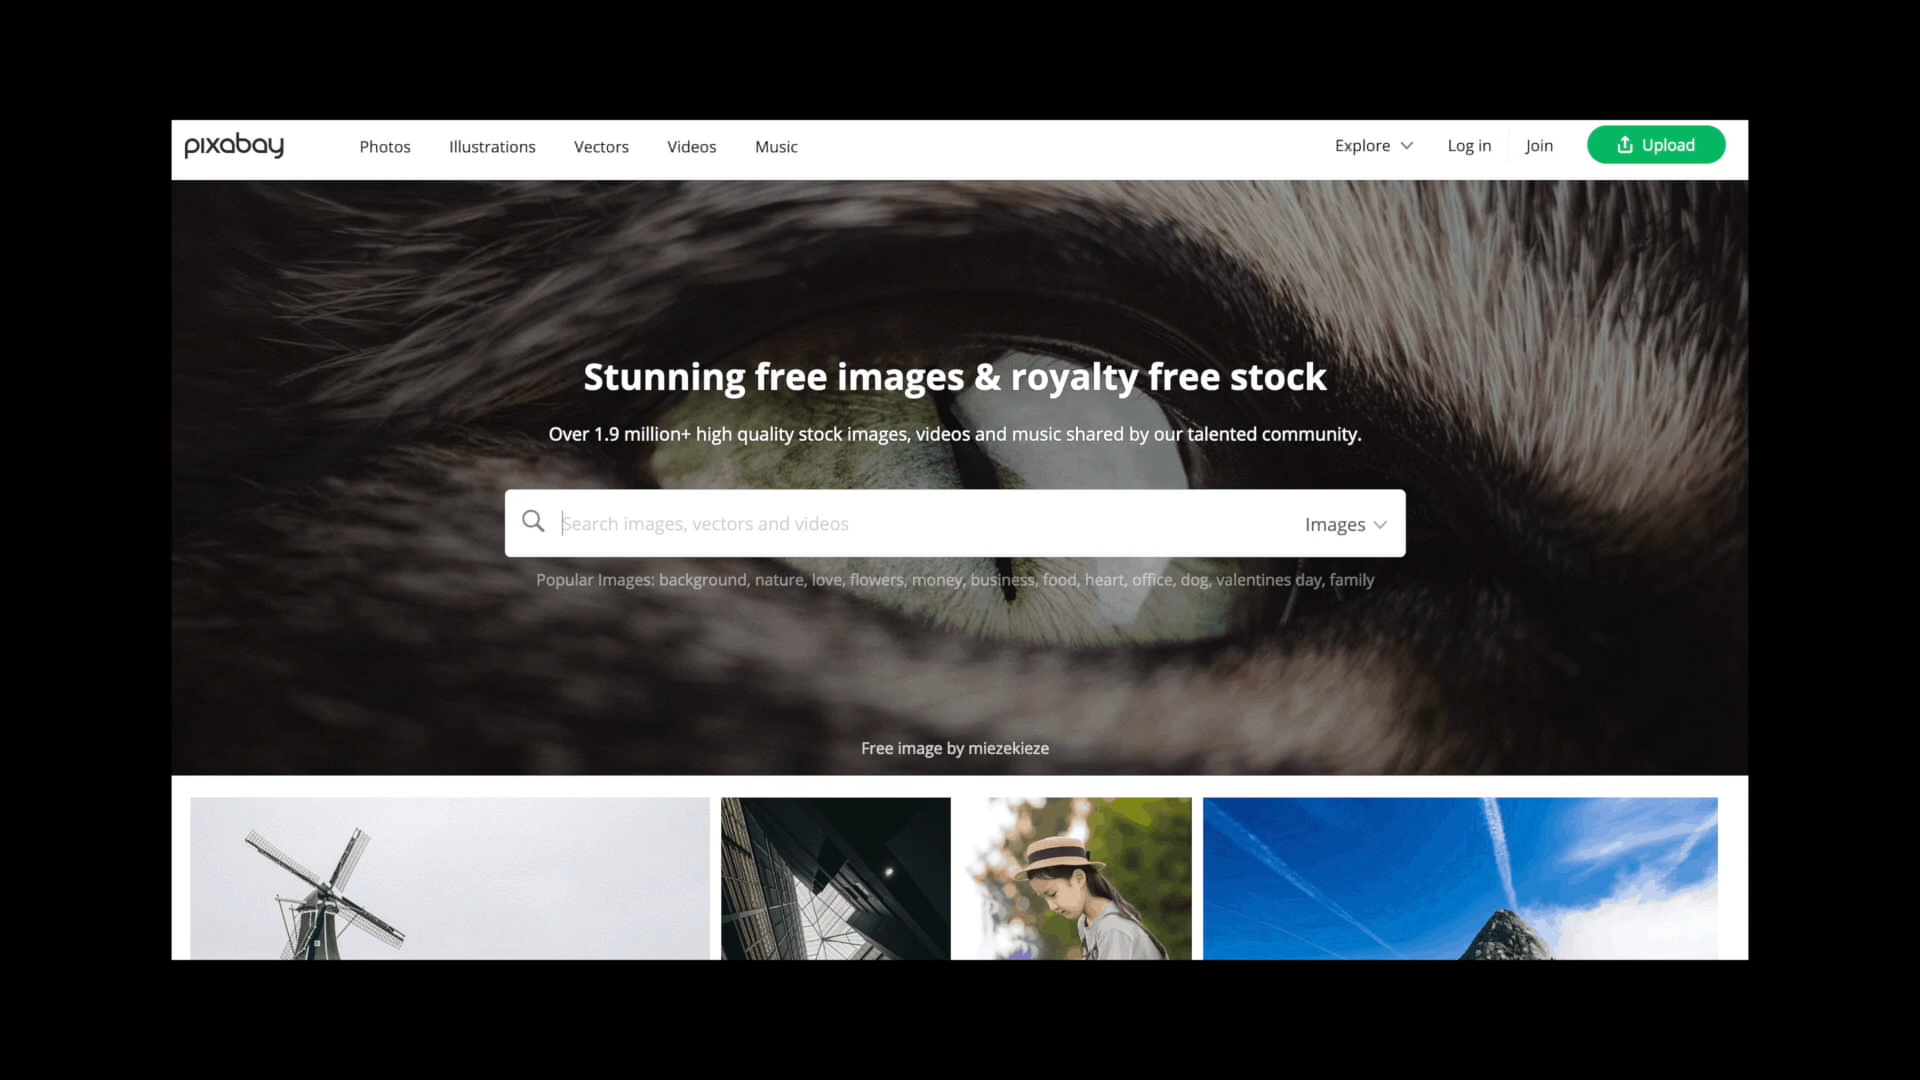 pixabay
Photos Illustrations Vectors Videos Music
Explore Log in Join Upload
Stunning free images & royalty free stock
Over 1.9 million+ high quality stock images, videos and music shared by our talented community.
Search images, vectors and videos Images
Popular Images: background, nature, love, flowers, money, business, food, heart, office, dog, valentines day, family
Free image by miezekieze